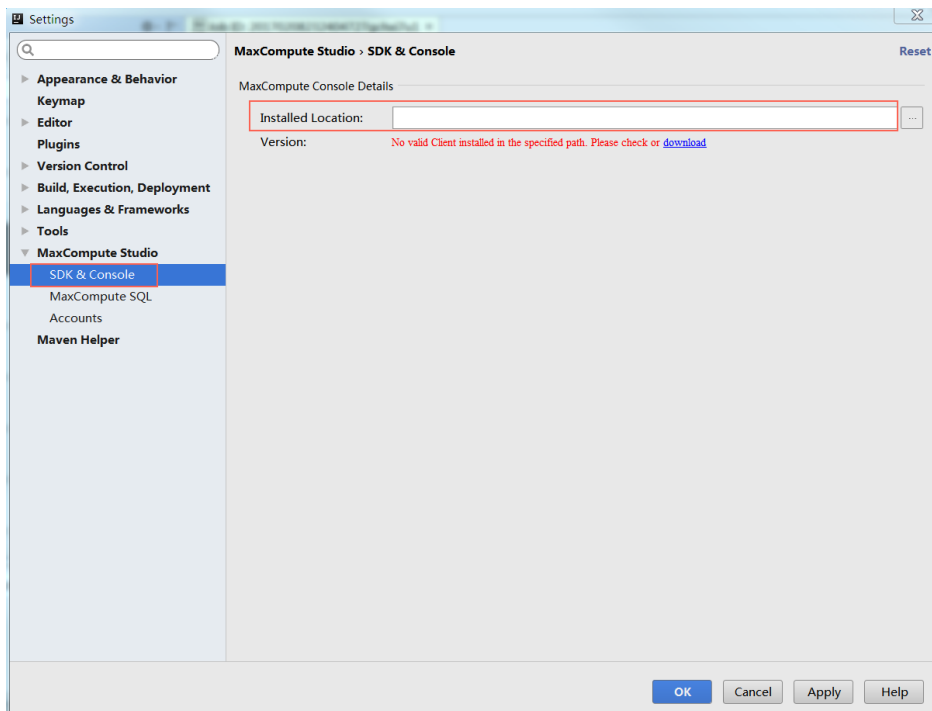 Settings
MaxCompute Studio › SDK & Console
Reset
Appearance & Behavior
Keymap
Editor
Plugins
Version Control
Build, Execution, Deployment
Languages & Frameworks
Tools
MaxCompute Studio
SDK & Console
MaxCompute SQL
Accounts
Maven Helper
MaxCompute Console Details
Installed Location:
...
Version: No valid Client installed in the specified path. Please check or download
OK Cancel Apply Help